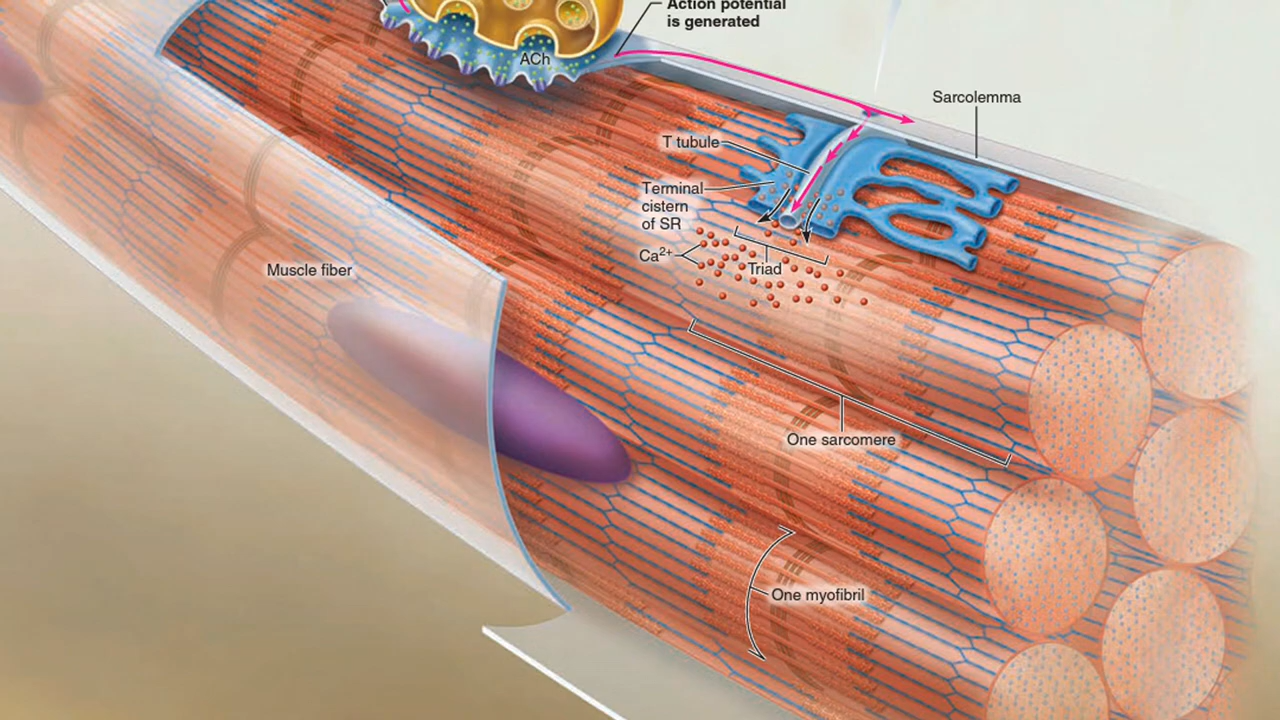 Action potential
is generated
ACh
Sarcolemma
T tubule
Terminal
cistern
of SR
Ca²⁺
Triad
Muscle fiber
One sarcomere
One myofibril